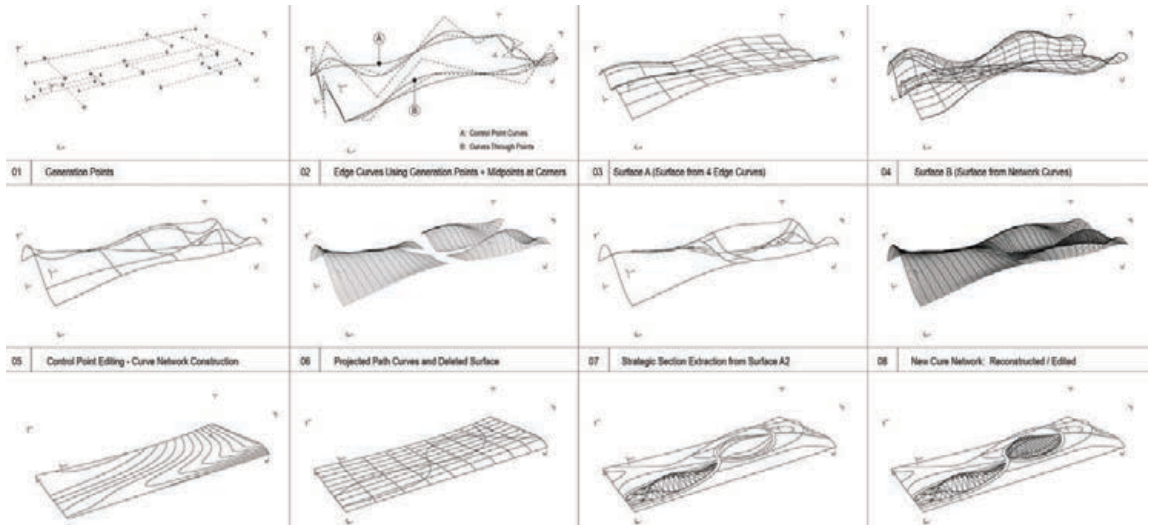 A: Control Point Curves
B: Curves Through Points
A
B
01 Generation Points
02 Edge Curves Using Generation Points + Midpoints at Corners
03 Surface A (Surface from 4 Edge Curves)
04 Surface B (Surface from Network Curves)
05 Control Point Editing - Curve Network Construction
06 Projected Path Curves and Deleted Surface
07 Strategic Section Extraction from Surface A2
08 New Cure Network: Reconstructed / Edited